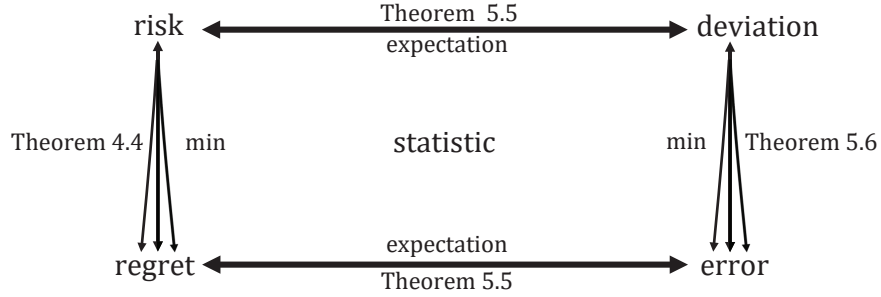 Theorem 5.5
risk
deviation
expectation
Theorem 4.4
min
statistic
min
Theorem 5.6
expectation
regret
error
Theorem 5.5